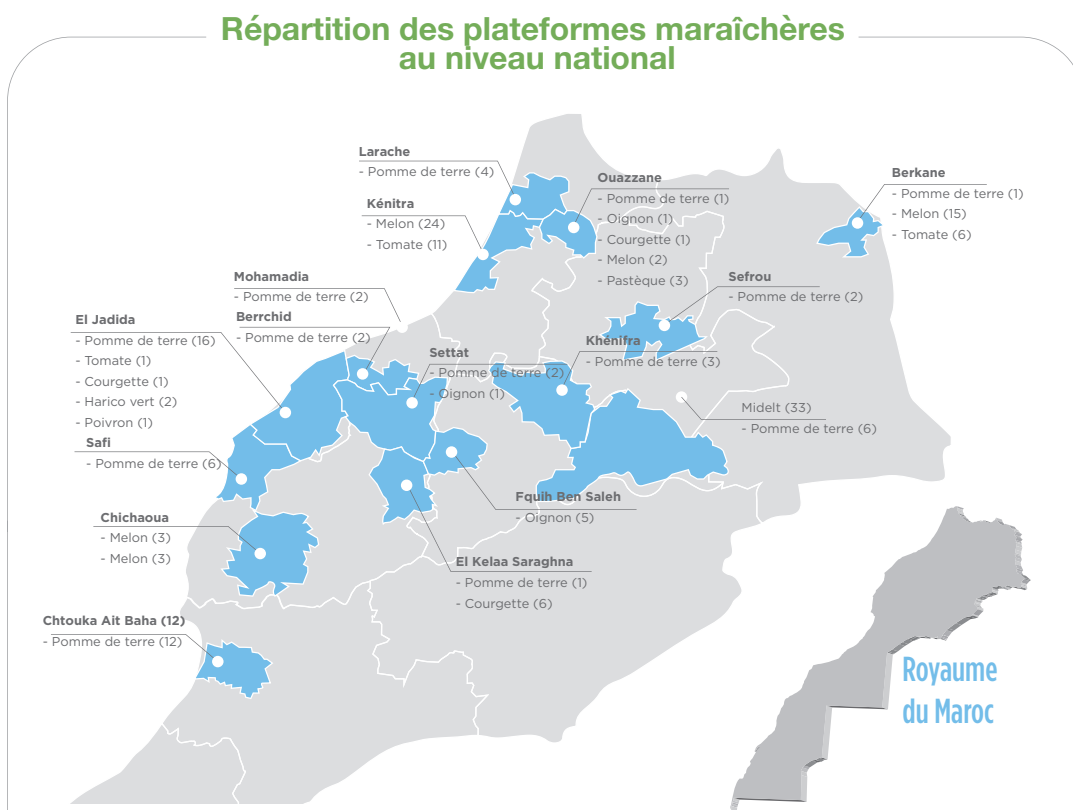 Répartition des plateformes maraîchères
au niveau national
Larache
- Pomme de terre (4)
Kénitra
- Melon (24)
- Tomate (11)
Ouazzane
- Pomme de terre (1)
- Oignon (1)
- Courgette (1)
- Melon (2)
- Pastèque (3)
Berkane
- Pomme de terre (1)
- Melon (15)
- Tomate (6)
Mohamadia
- Pomme de terre (2)
Berrchid
- Pomme de terre (2)
Sefrou
- Pomme de terre (2)
El Jadida
- Pomme de terre (16)
- Tomate (1)
- Courgette (1)
- Harico vert (2)
- Poivron (1)
Settat
- Pomme de terre (2)
- Oignon (1)
Khénifra
- Pomme de terre (3)
Midelt (33)
- Pomme de terre (6)
Safi
- Pomme de terre (6)
Fquih Ben Saleh
- Oignon (5)
Chichaoua
- Melon (3)
- Melon (3)
El Kelaa Saraghna
- Pomme de terre (1)
- Courgette (6)
Chtouka Ait Baha (12)
- Pomme de terre (12)
Royaume
du Maroc